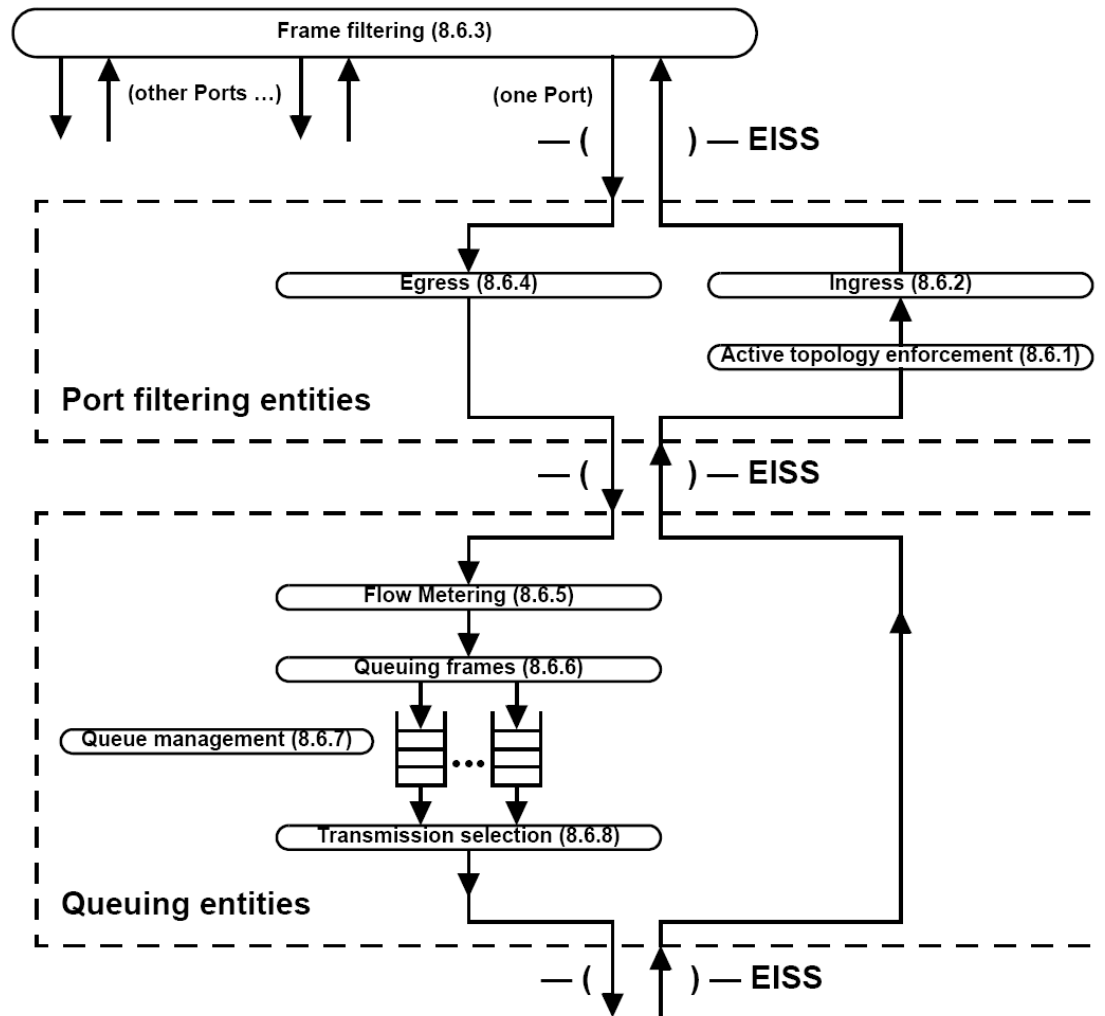 Frame filtering (8.6.3)
(other Ports ...)
(one Port)
— ( ) — EISS
Egress (8.6.4)
Ingress (8.6.2)
Active topology enforcement (8.6.1)
Port filtering entities
— ( ) — EISS
Flow Metering (8.6.5)
Queuing frames (8.6.6)
Queue management (8.6.7)
...
Transmission selection (8.6.8)
Queuing entities
— ( ) — EISS